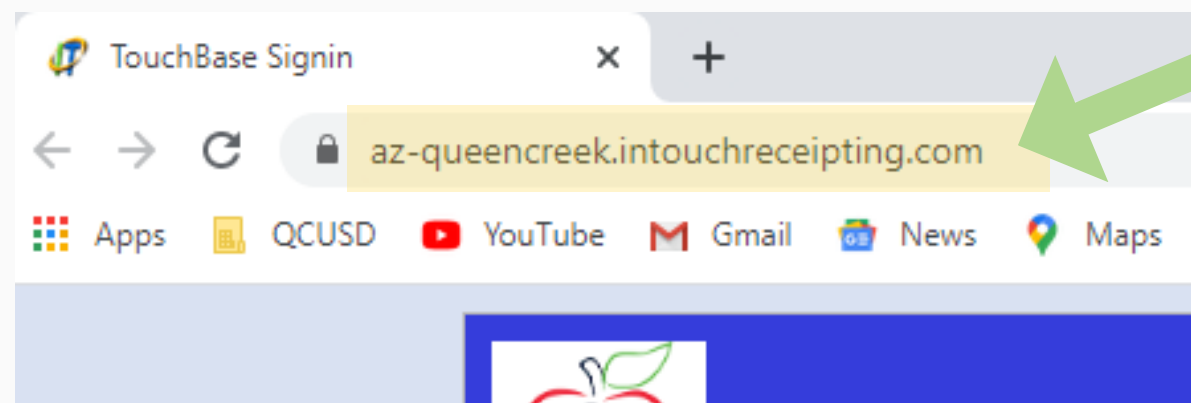 TouchBase Signin
az-queencreek.intouchreceipting.com
Apps QCUSD YouTube Gmail News Maps